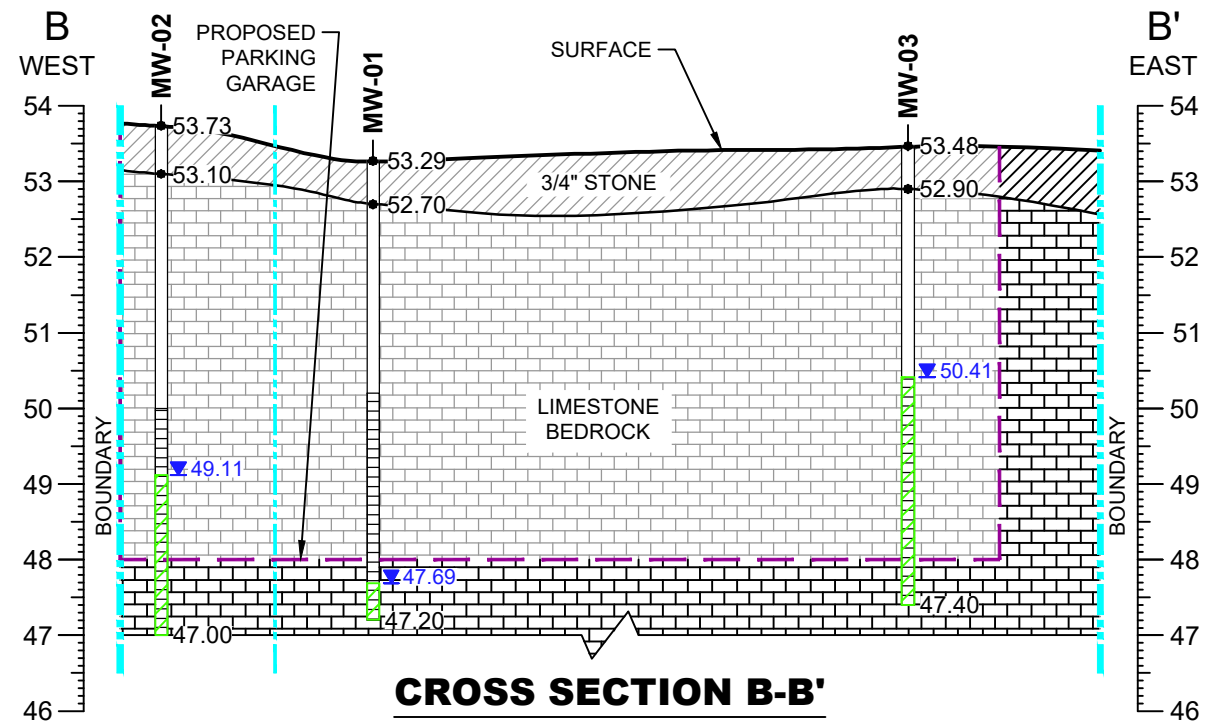 B
WEST
B'
EAST
MW-02
PROPOSED
PARKING
GARAGE
MW-01
SURFACE
MW-03
54
53
52
51
50
49
48
47
46
54
53
52
51
50
49
48
47
46
53.73
53.10
53.29
52.70
3/4" STONE
53.48
52.90
LIMESTONE
BEDROCK
50.41
49.11
47.69
47.00
47.20
47.40
BOUNDARY
BOUNDARY
CROSS SECTION B-B'